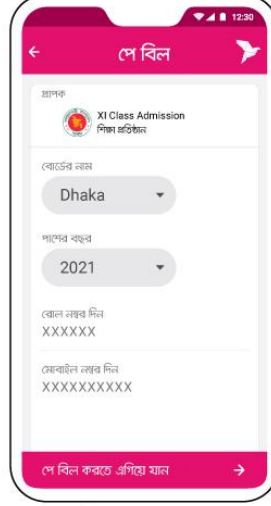 12:30
পে বিল
প্রাপক
XI Class Admission
শিক্ষা প্রতিষ্ঠান
বোর্ডের নাম
Dhaka
পাশের বছর
2021
রোল নম্বর দিন
XXXXXX
মোবাইল নম্বর দিন
XXXXXXXXXX
পে বিল করতে এগিয়ে যান